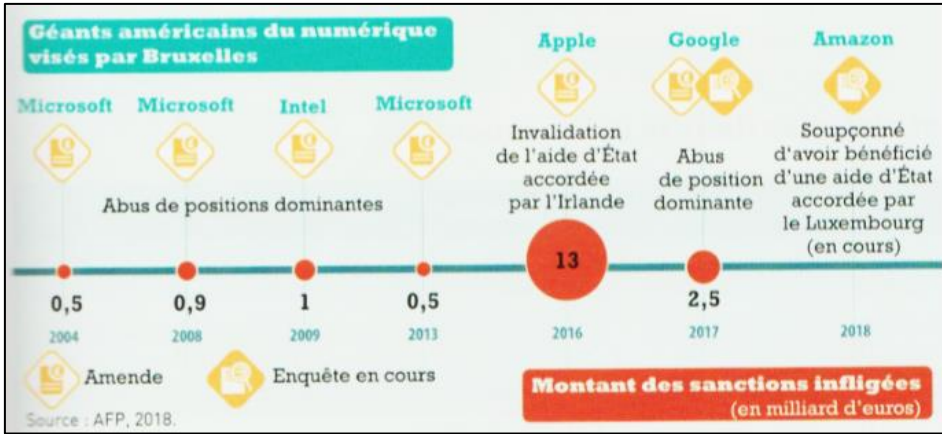 Géants américains du numérique
visés par Bruxelles
Microsoft
Microsoft
Intel
Microsoft
Abus de positions dominantes
Apple
Invalidation
de l'aide d'État
accordée
par l'Irlande
Google
Abus
de position
dominante
Amazon
Soupçonné
d'avoir bénéficié
d'une aide d'État
accordée par
le Luxembourg
(en cours)
0,5
0,9
1
0,5
13
2,5
2004
2008
2009
2013
2016
2017
2018
Amende
Enquête en cours
Montant des sanctions infligées
(en milliard d'euros)
Source : AFP, 2018.